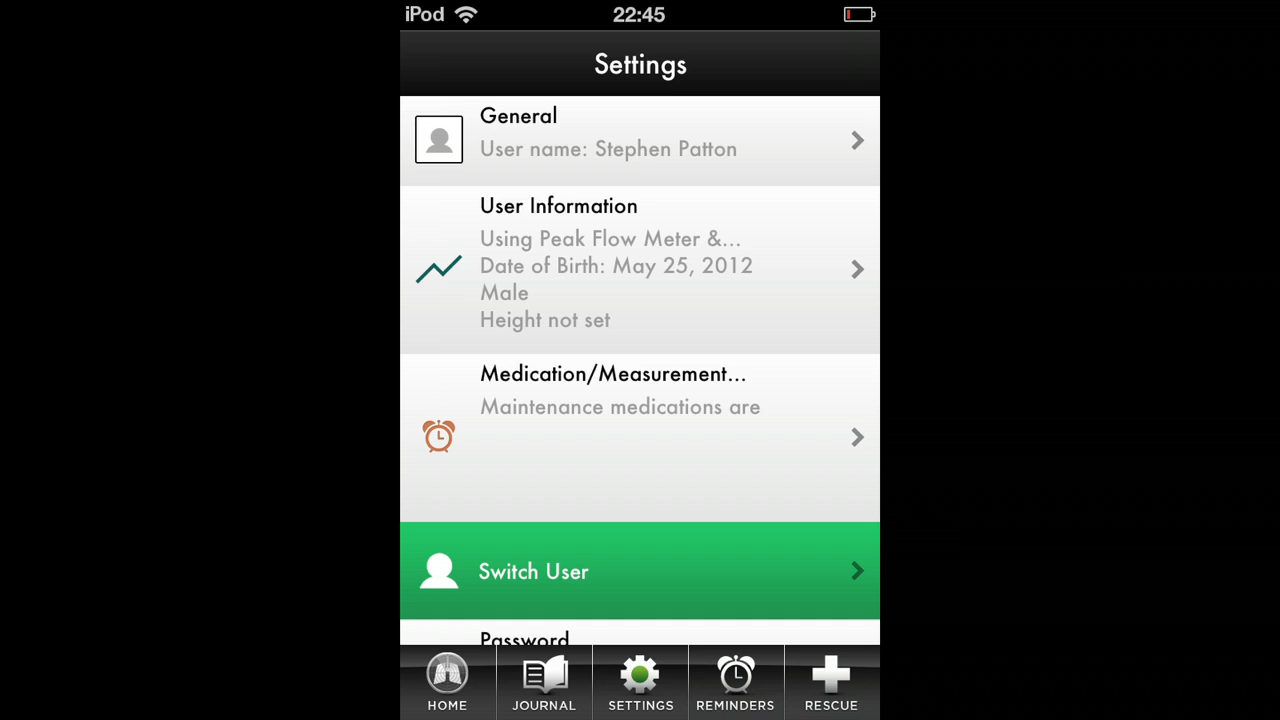 iPod 22:45
Settings
General
User name: Stephen Patton
User Information
Using Peak Flow Meter &...
Date of Birth: May 25, 2012
Male
Height not set
Medication/Measurement...
Maintenance medications are
Switch User
Password
HOME JOURNAL SETTINGS REMINDERS RESCUE